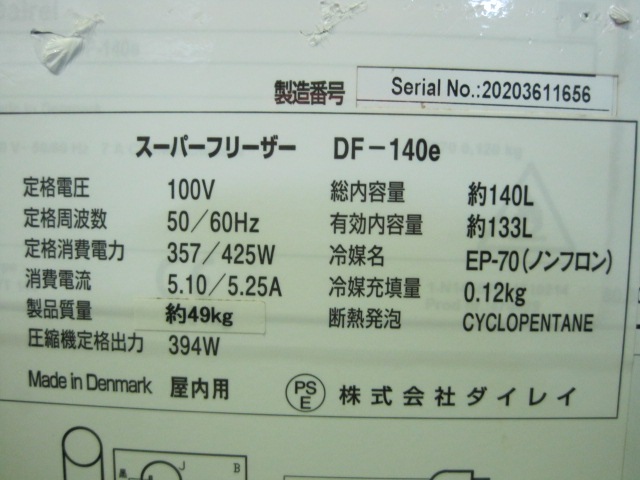 製造番号 Serial No.:20203611656
スーパーフリーザー DF-140e
定格電圧 100V 総内容量 約140L
定格周波数 50/60Hz 有効内容量 約133L
定格消費電力 357/425W 冷媒名 EP-70(ノンフロン)
消費電流 5.10/5.25A 冷媒充填量 0.12kg
製品質量 約49kg 断熱発泡 CYCLOPENTANE
圧縮機定格出力 394W
Made in Denmark 屋内用 PSE 株式会社ダイレイ
J B